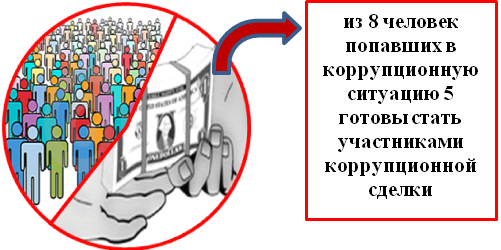 из 8 человек
попавших в
коррупционную
ситуацию 5
готовы стать
участниками
коррупционной
сделки